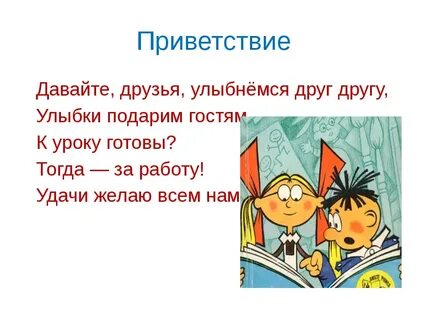 Приветствие
Давайте, друзья, улыбнёмся друг другу,
Улыбки подарим гостям
К уроку готовы?
Тогда — за работу!
Удачи желаю всем нам